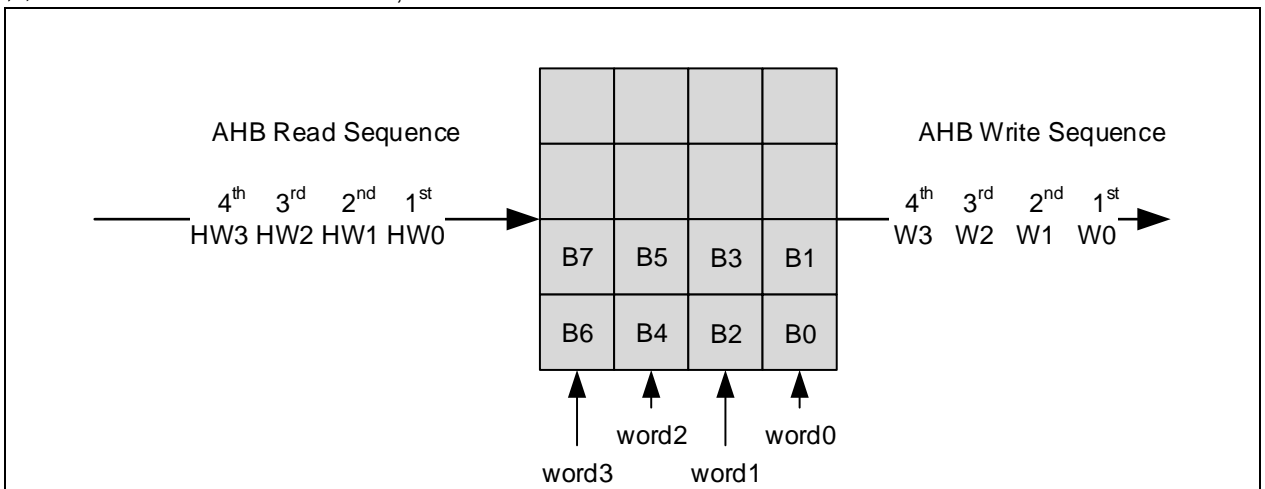 AHB Read Sequence
AHB Write Sequence
4th 3rd 2nd 1st
HW3 HW2 HW1 HW0
4th 3rd 2nd 1st
W3 W2 W1 W0
B7 B5 B3 B1
B6 B4 B2 B0
word2 word0
word3 word1